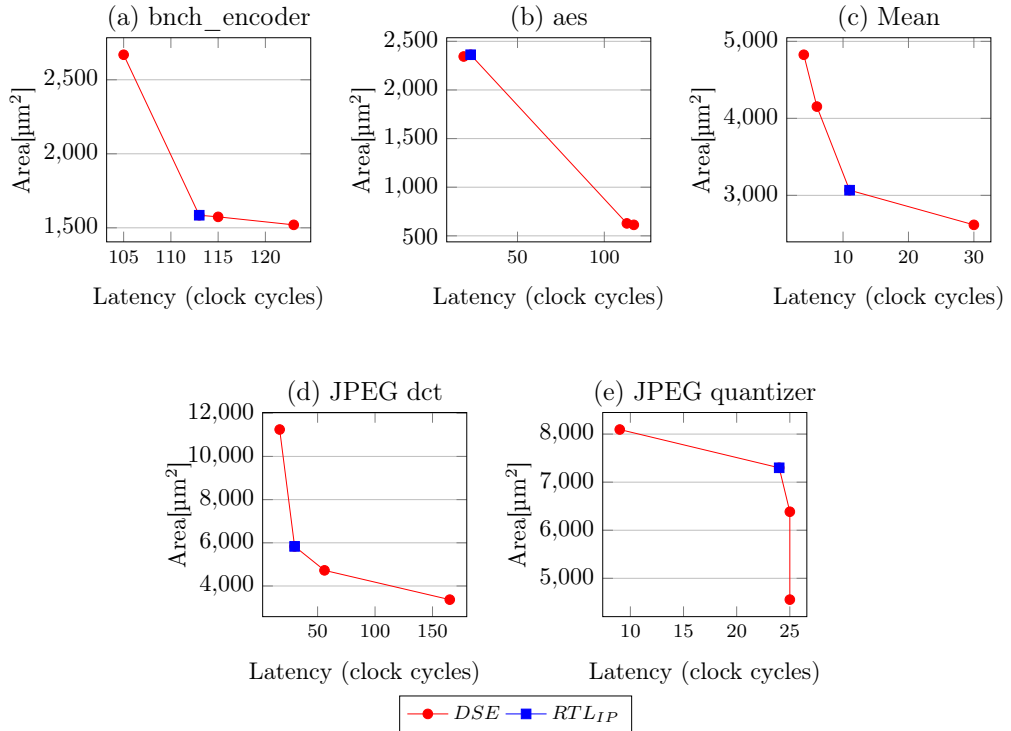 (a) bnch_encoder
2,500
2,000
1,500
Area[µm²]
105 110 115 120
Latency (clock cycles)
(b) aes
2,500
2,000
1,500
1,000
500
Area[µm²]
50 100
Latency (clock cycles)
(c) Mean
5,000
4,000
3,000
Area[µm²]
10 20 30
Latency (clock cycles)
(d) JPEG dct
12,000
10,000
8,000
6,000
4,000
Area[µm²]
50 100 150
Latency (clock cycles)
(e) JPEG quantizer
8,000
7,000
6,000
5,000
Area[µm²]
10 15 20 25
Latency (clock cycles)
DSE RTL_IP